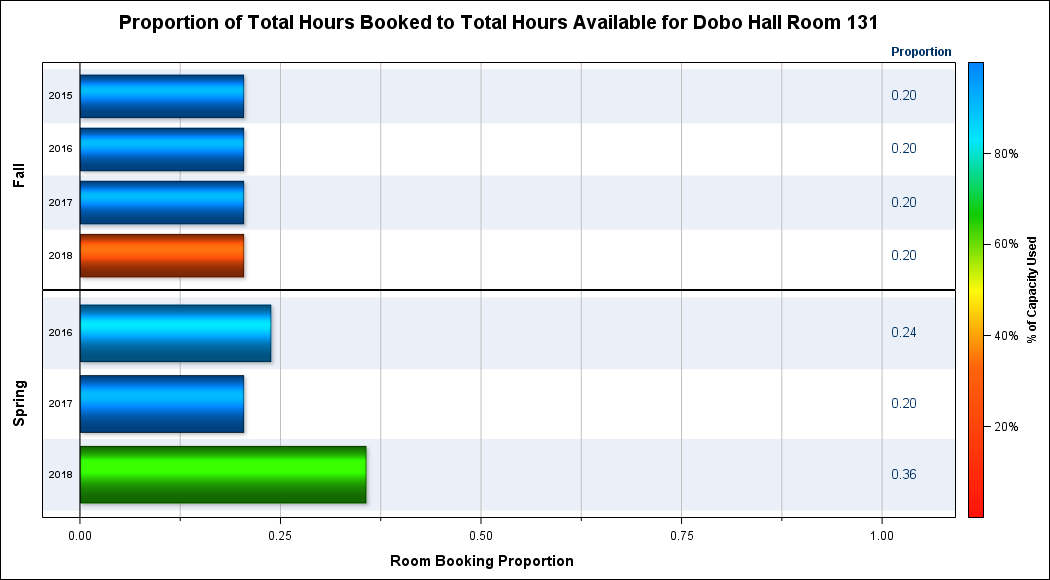 Proportion of Total Hours Booked to Total Hours Available for Dobo Hall Room 131
Proportion
Fall
2015 0.20
2016 0.20
2017 0.20
2018 0.20
Spring
2016 0.24
2017 0.20
2018 0.36
0.00 0.25 0.50 0.75 1.00
Room Booking Proportion
80%
60%
40%
20%
% of Capacity Used